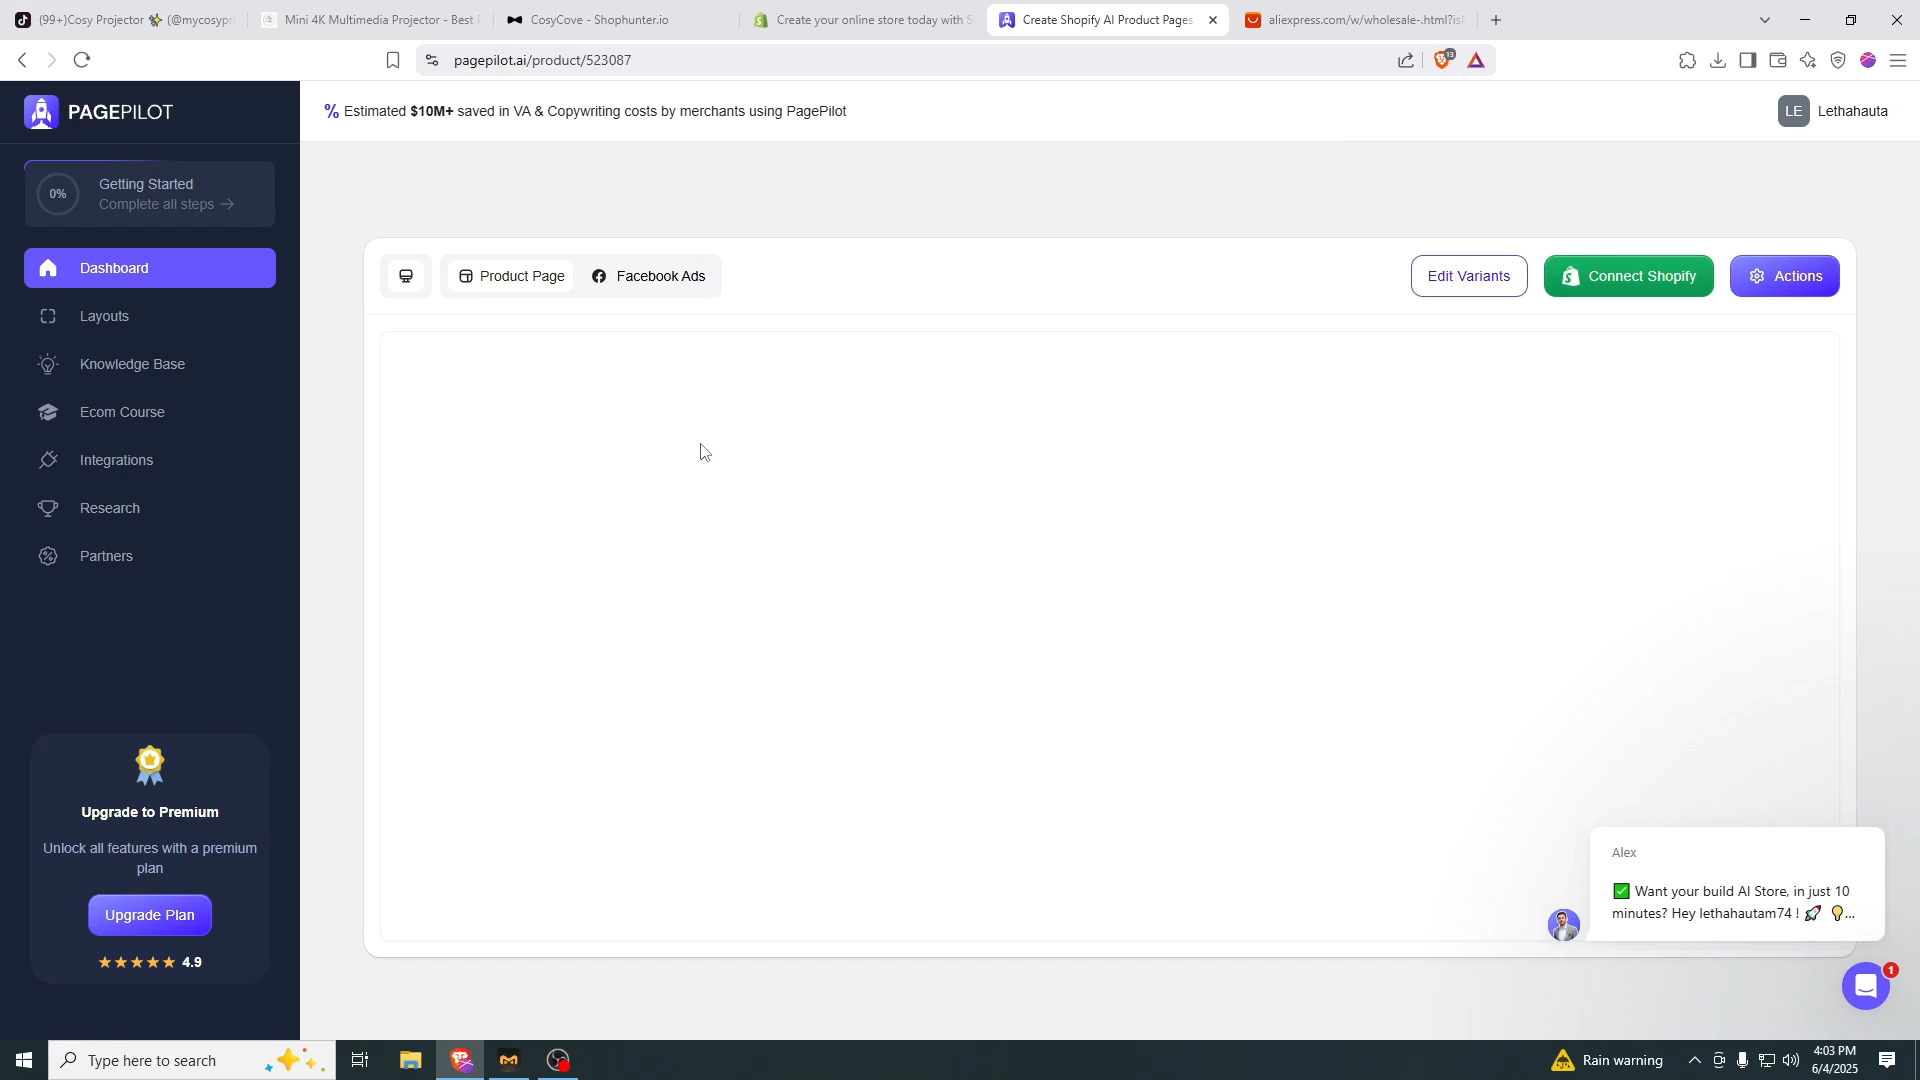 (99+)Cosy Projector ✨ (@mycosypr
Mini 4K Multimedia Projector - Best P
CosyCove - Shophunter.io
Create your online store today with S
Create Shopify AI Product Pages
aliexpress.com/w/wholesale-.html?isF
pagepilot.ai/product/523087
13
PAGEPILOT
% Estimated $10M+ saved in VA & Copywriting costs by merchants using PagePilot
LE
Lethahauta
0%
Getting Started
Complete all steps →
Dashboard
Layouts
Knowledge Base
Ecom Course
Integrations
Research
Partners
Product Page
Facebook Ads
Edit Variants
Connect Shopify
Actions
Upgrade to Premium
Unlock all features with a premium
plan
Upgrade Plan
★★★★★ 4.9
Alex
✅ Want your build AI Store, in just 10
minutes? Hey lethahautam74 ! 🚀 💡...
1
Type here to search
Rain warning
4:03 PM
6/4/2025